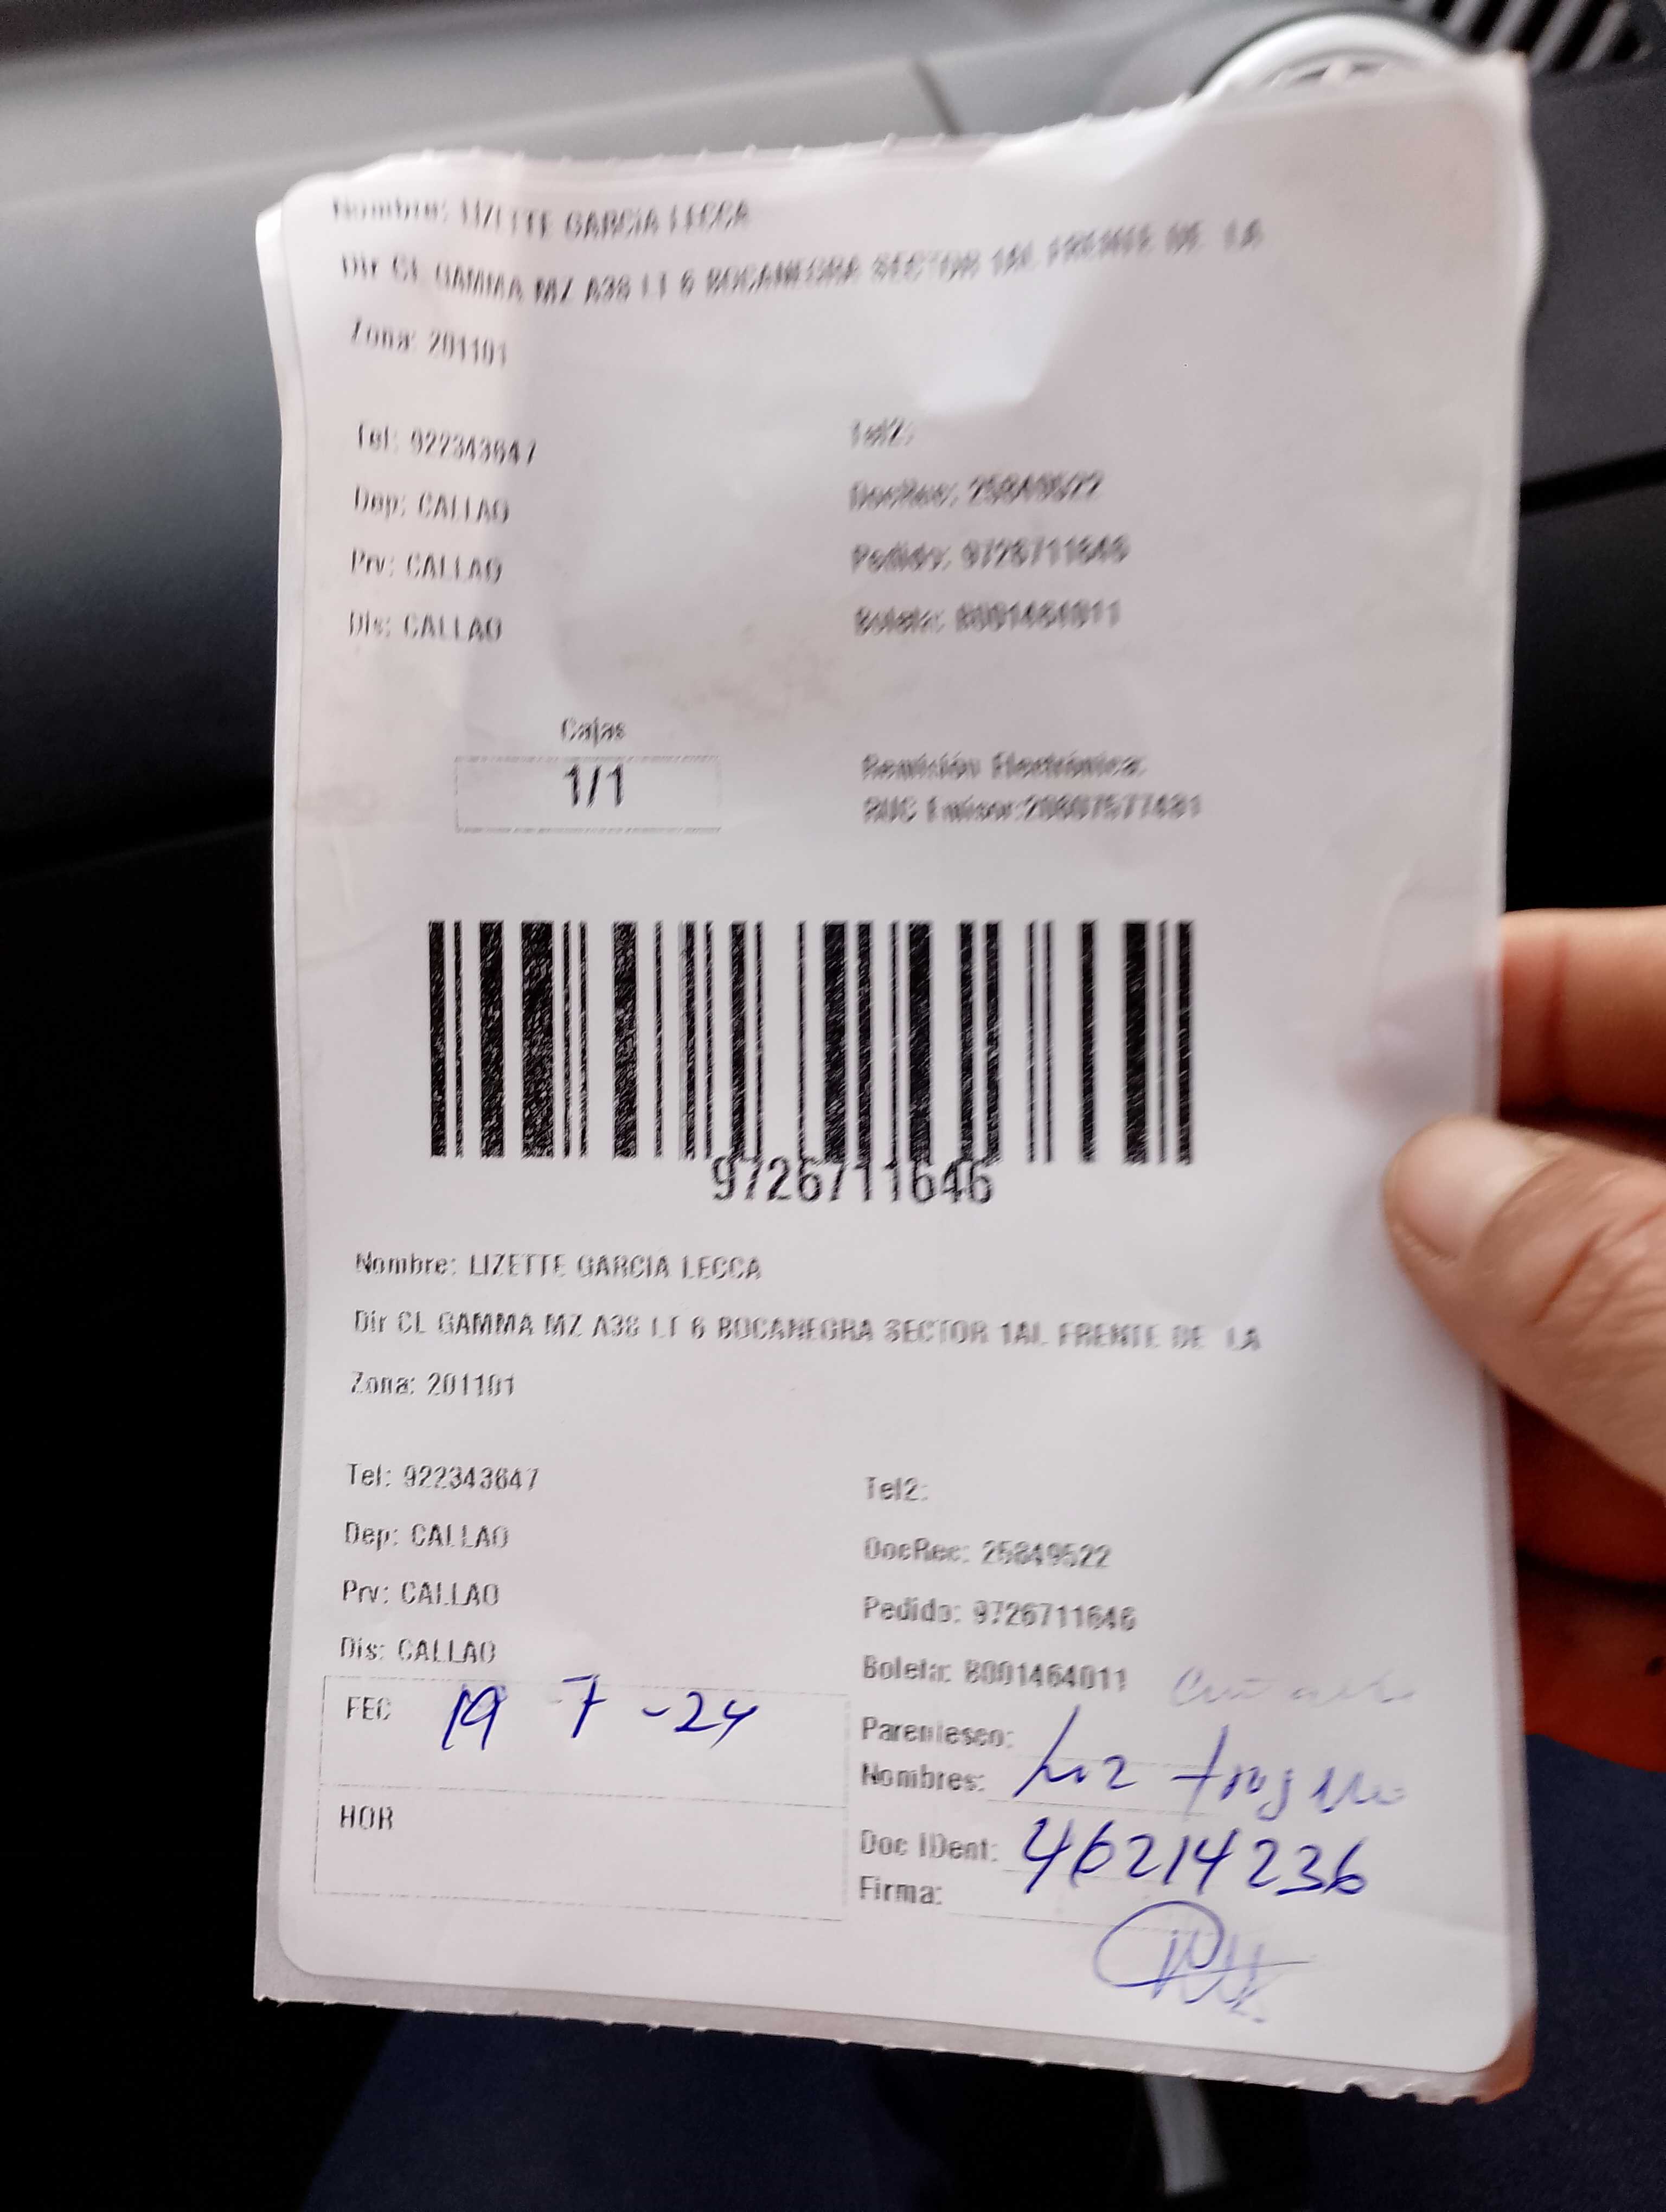 Nombre: LIZETTE GARCIA LECCA
Dir CL GAMMA MZ A38 LT 6 BOCANEGRA SECTOR 1AL FRENTE DE LA
Zona: 201101
Tel: 922343647
Tel2:
Dep: CALLAO
DocRec: 25849522
Prv: CALLAO
Pedido: 9726711646
Dis: CALLAO
Boleta: 8001464011
Cajas
1/1
Remisión Electrónica:
RUC Emisor:20607577431
9726711646
Nombre: LIZETTE GARCIA LECCA
Dir CL GAMMA MZ A38 LT 6 BOCANEGRA SECTOR 1AL FRENTE DE LA
Zona: 201101
Tel: 922343647
Tel2:
Dep: CALLAO
DocRec: 25849522
Prv: CALLAO
Pedido: 9726711646
Dis: CALLAO
Boleta: 8001464011
FEC 19 7 -24
Parentesco:
Nombres: Luz
HOR
Doc IDent: 46214236
Firma: